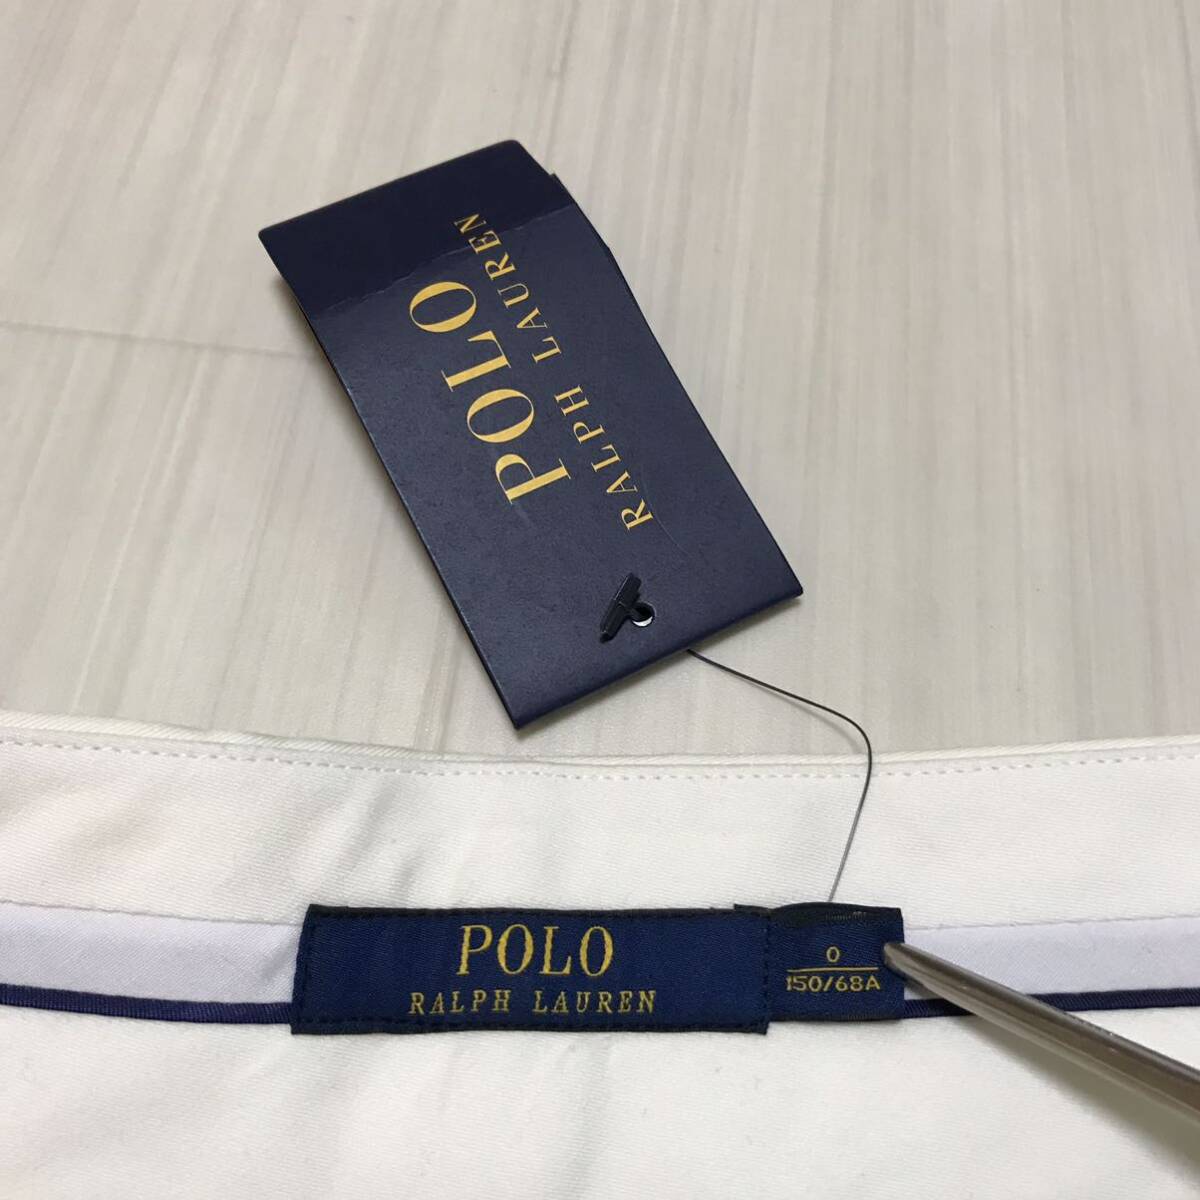 POLO
RALPH LAUREN
POLO
RALPH LAUREN
0
150/68A